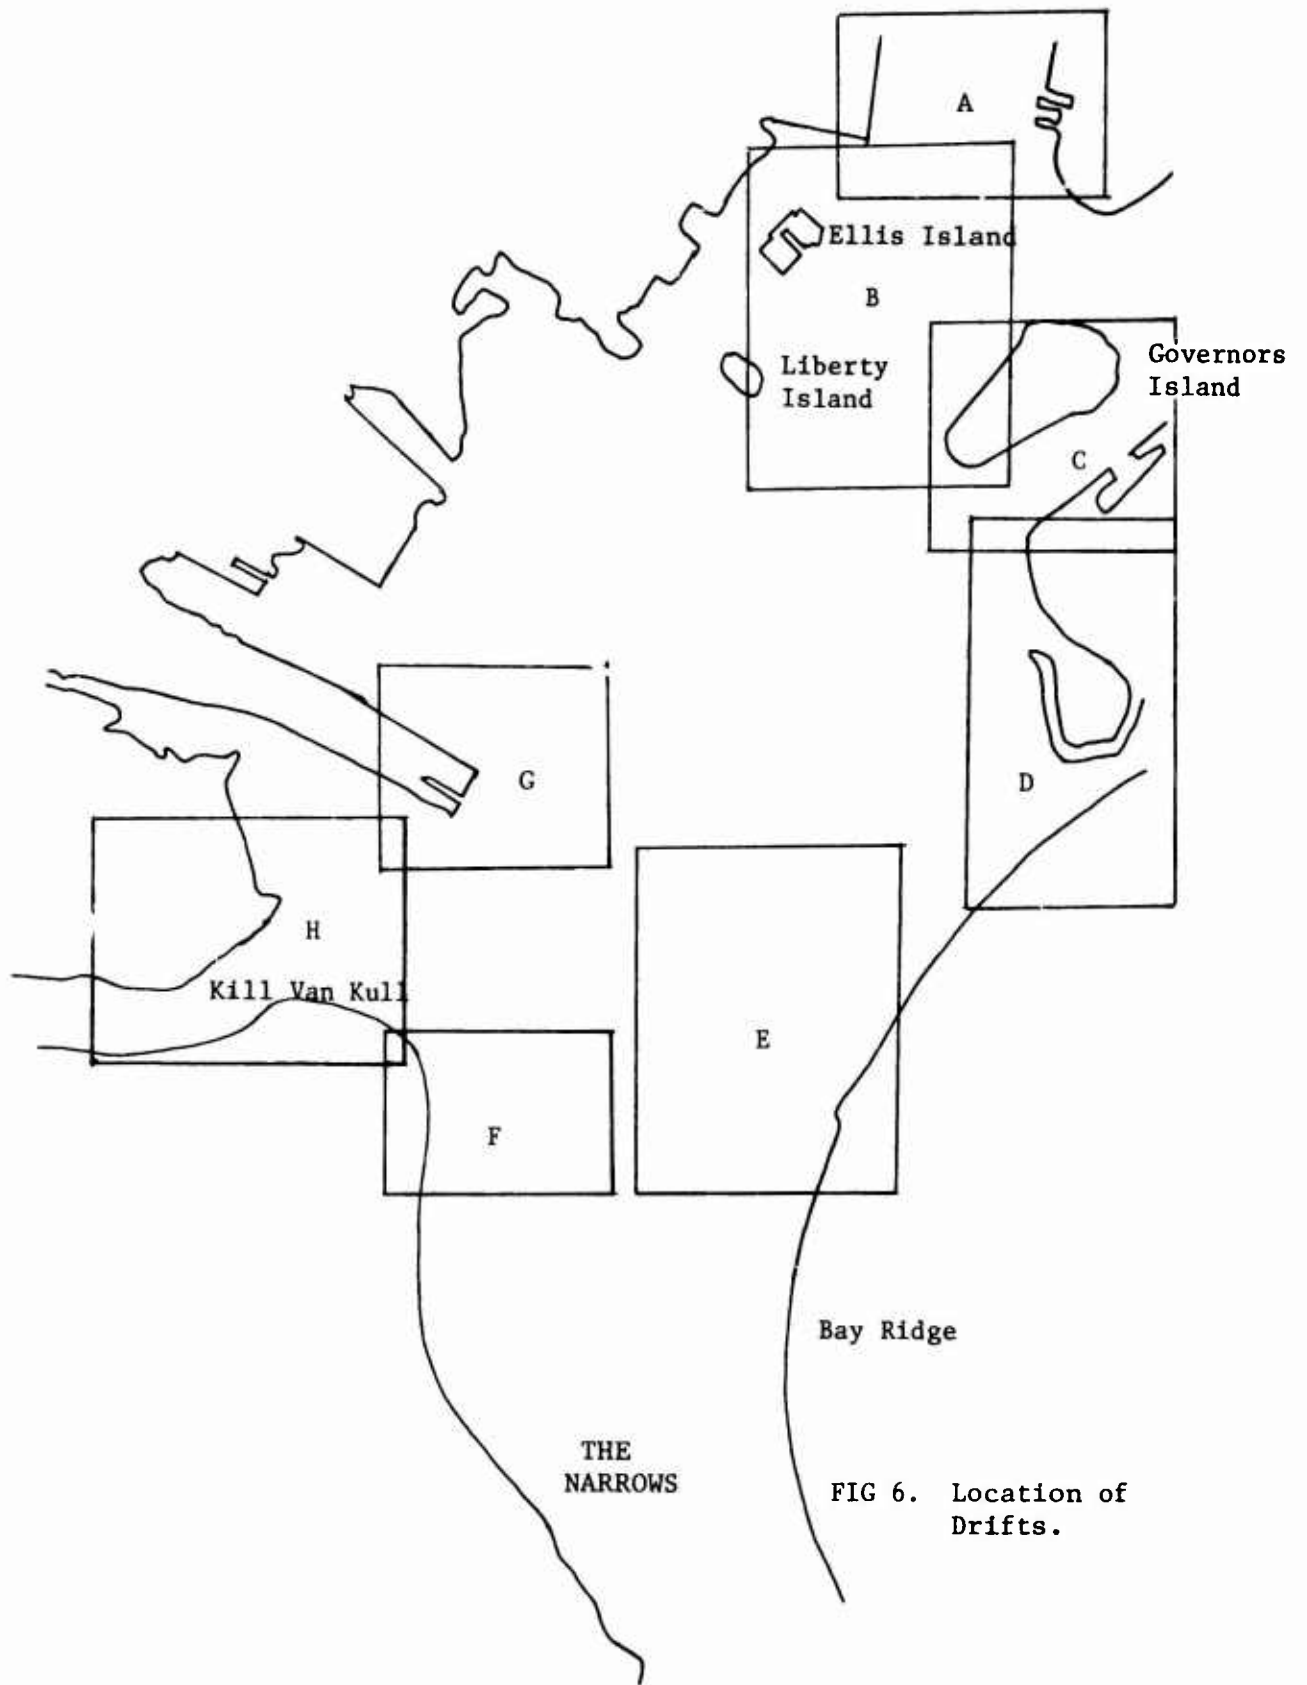 A
Ellis Island
B
Governors
Island
Liberty
Island
C
G
D
H
Kill Van Kull
E
F
Bay Ridge
THE
NARROWS
FIG 6. Location of
Drifts.